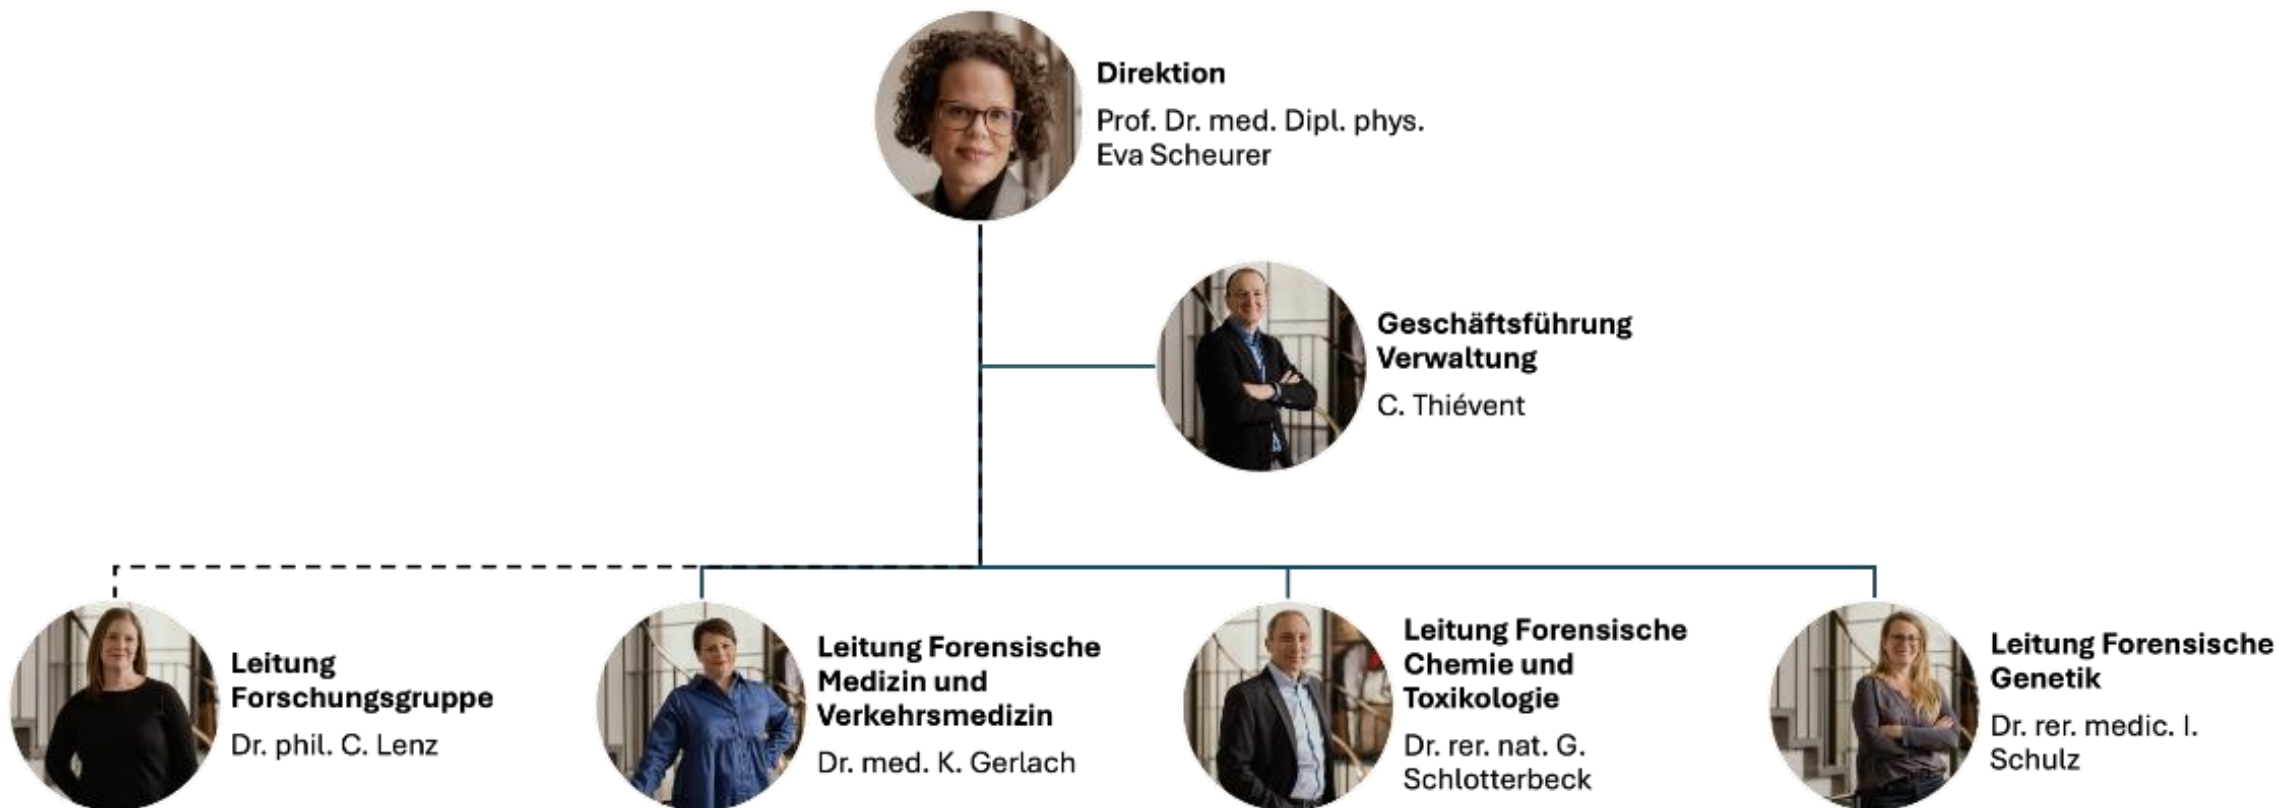 Direktion
Prof. Dr. med. Dipl. phys.
Eva Scheurer
Geschäftsführung
Verwaltung
C. Thiévent
Leitung
Forschungsgruppe
Dr. phil. C. Lenz
Leitung Forensische
Medizin und
Verkehrsmedizin
Dr. med. K. Gerlach
Leitung Forensische
Chemie und
Toxikologie
Dr. rer. nat. G.
Schlotterbeck
Leitung Forensische
Genetik
Dr. rer. medic. I.
Schulz